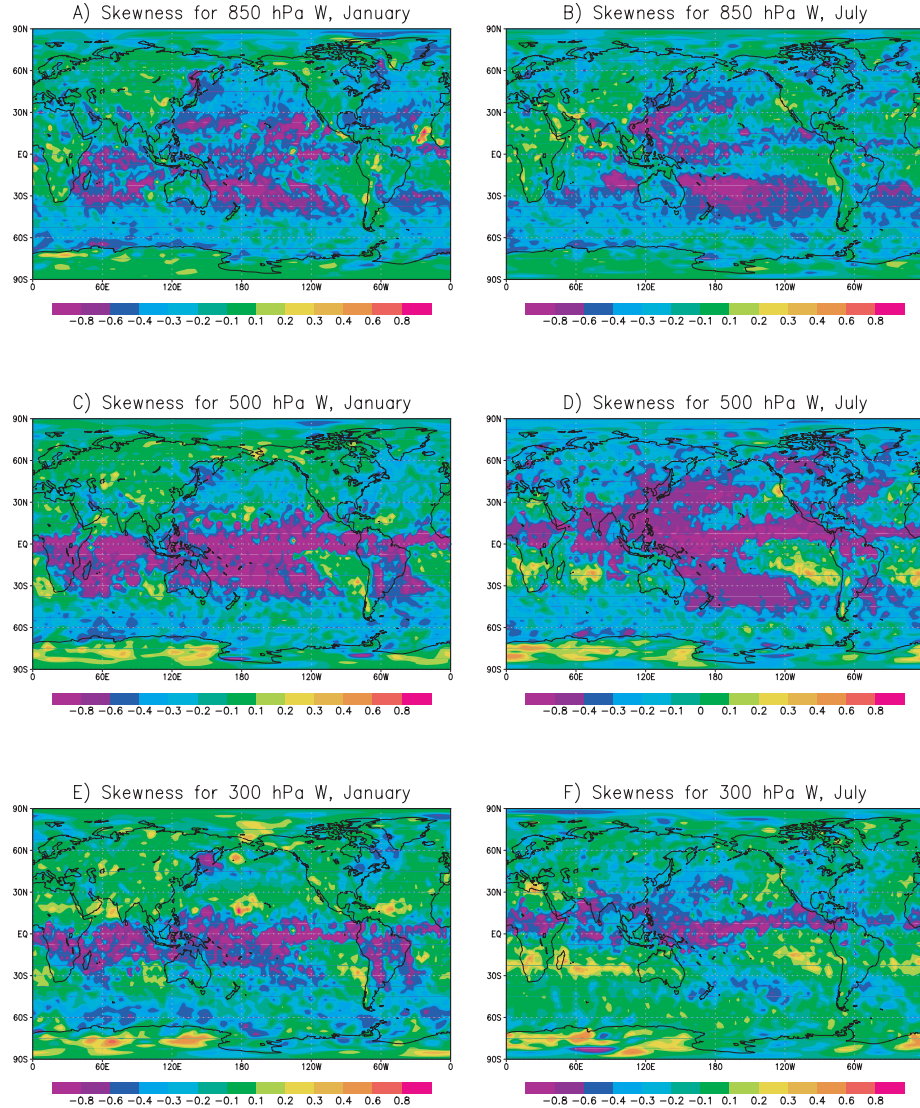 A) Skewness for 850 hPa W, January
90N
60N
30N
EQ
30S
60S
90S
0 60E 120E 180 120W 60W 0
-0.8 -0.6 -0.4 -0.3 -0.2 -0.1 0.1 0.2 0.3 0.4 0.6 0.8
B) Skewness for 850 hPa W, July
90N
60N
30N
EQ
30S
60S
90S
0 60E 120E 180 120W 60W
-0.8 -0.6 -0.4 -0.3 -0.2 -0.1 0.1 0.2 0.3 0.4 0.6 0.8
C) Skewness for 500 hPa W, January
90N
60N
30N
EQ
30S
60S
90S
0 60E 120E 180 120W 60W 0
-0.8 -0.6 -0.4 -0.3 -0.2 -0.1 0.1 0.2 0.3 0.4 0.6 0.8
D) Skewness for 500 hPa W, July
90N
60N
30N
EQ
30S
60S
90S
0 60E 120E 180 120W 60W
-0.8 -0.6 -0.4 -0.3 -0.2 -0.1 0 0.1 0.2 0.3 0.4 0.6 0.8
E) Skewness for 300 hPa W, January
90N
60N
30N
EQ
30S
60S
90S
0 60E 120E 180 120W 60W 0
-0.8 -0.6 -0.4 -0.3 -0.2 -0.1 0.1 0.2 0.3 0.4 0.6 0.8
F) Skewness for 300 hPa W, July
90N
60N
30N
EQ
30S
60S
90S
0 60E 120E 180 120W 60W
-0.8 -0.6 -0.4 -0.3 -0.2 -0.1 0.1 0.2 0.3 0.4 0.6 0.8